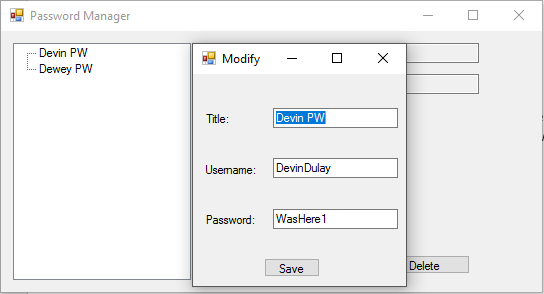 Password Manager
Devin PW
Dewey PW
Modify
Title:
Devin PW
Username:
DevinDulay
Password:
WasHere1
Save
Delete